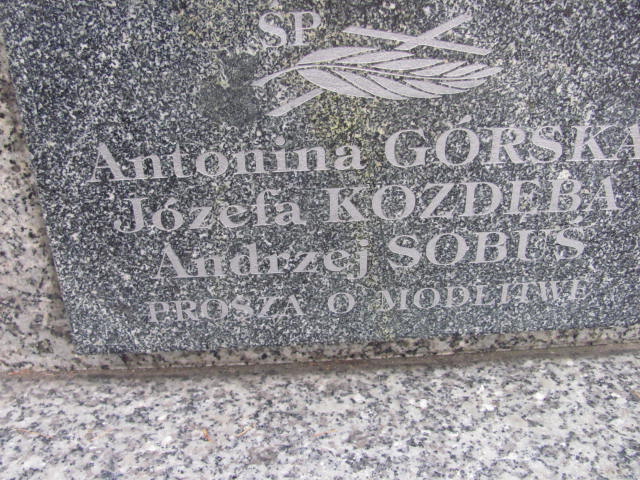 SP
Antonina GÓRSKA
Józefa KOZDĘBA
Andrzej SOBUŚ
PROSZĄ O MODLITWĘ